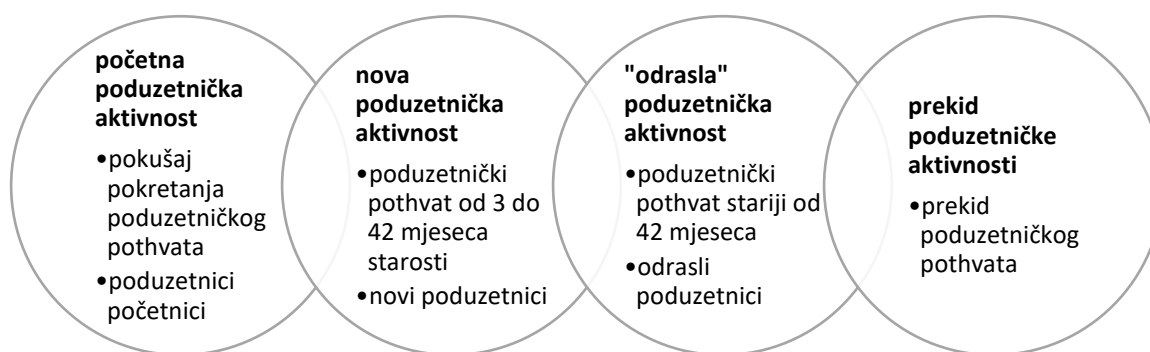 početna
poduzetnička
aktivnost
•pokušaj
pokretanja
poduzetničkog
pothvata
•poduzetnici
početnici
nova
poduzetnička
aktivnost
•poduzetnički
pothvat od 3 do
42 mjeseca
starosti
•novi poduzetnici
"odrasla"
poduzetnička
aktivnost
•poduzetnički
pothvat stariji od
42 mjeseca
•odrasli
poduzetnici
prekid
poduzetničke
aktivnosti
•prekid
poduzetničkog
pothvata